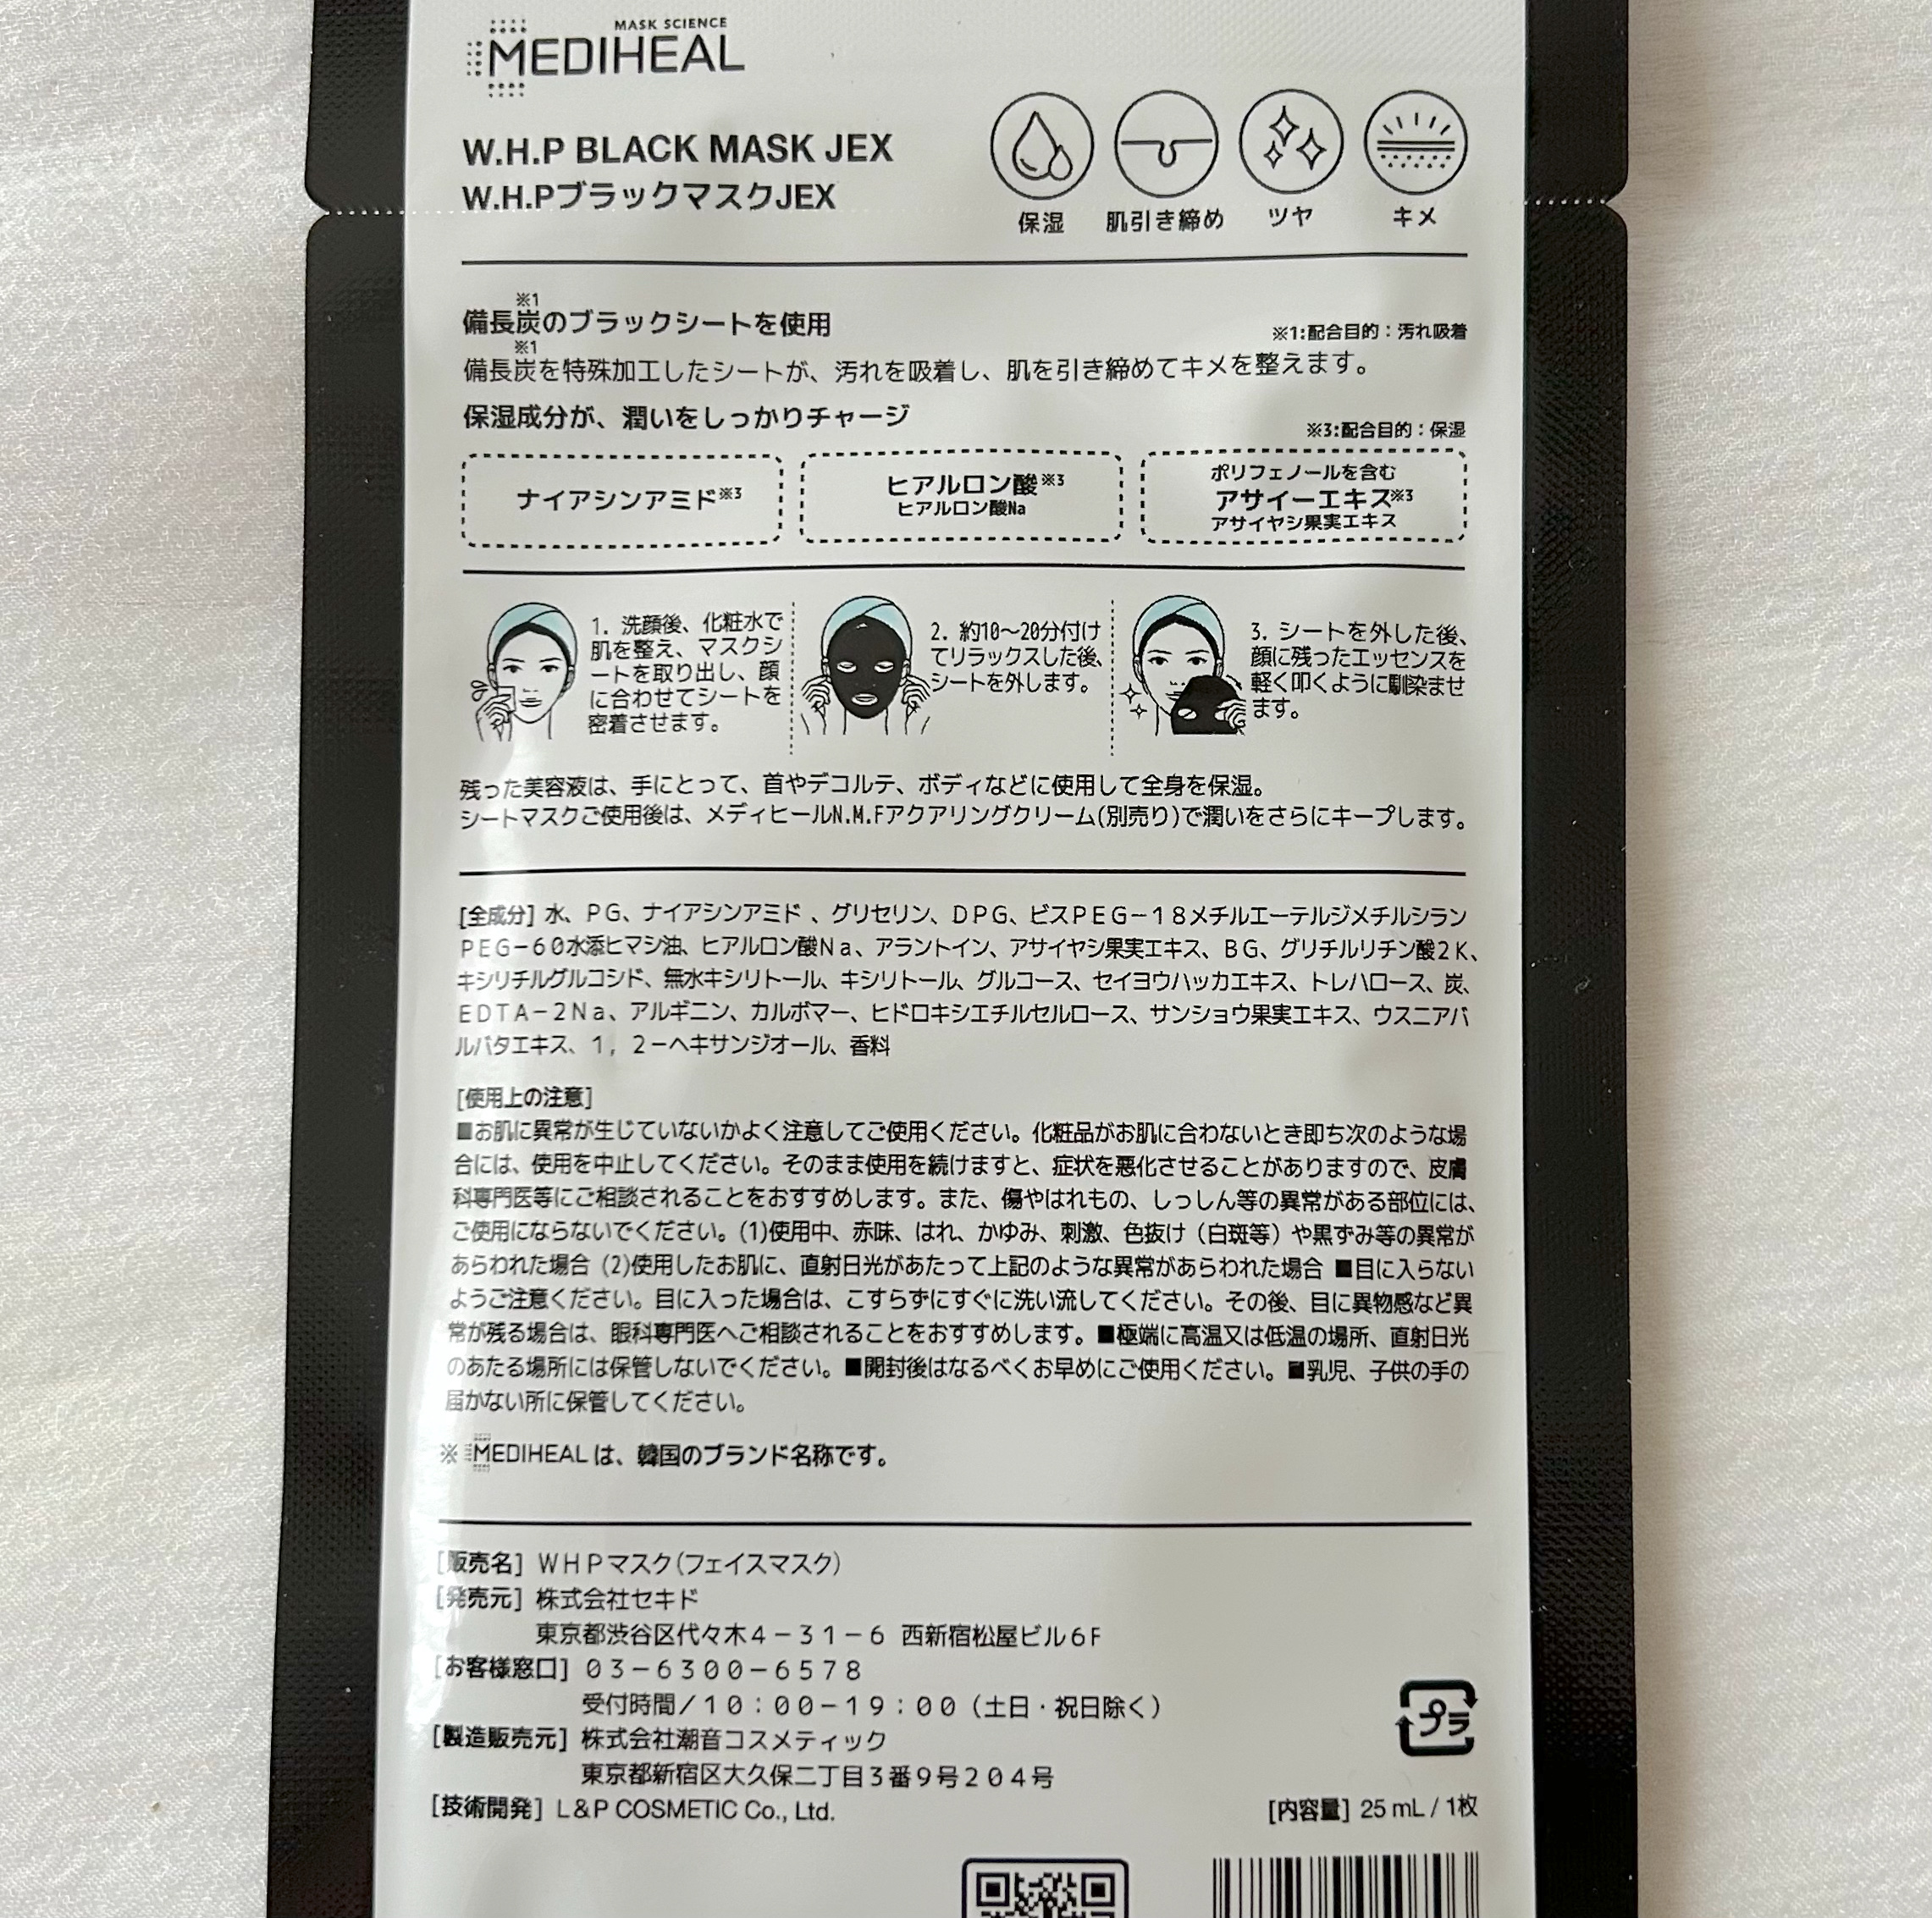 MASK SCIENCE
MEDIHEAL
W.H.P BLACK MASK JEX
W.H.PブラックマスクJEX
保湿
肌引き締め
ツヤ
キメ
※1
備長炭のブラックシートを使用
※1:配合目的：汚れ吸着
※1
備長炭を特殊加工したシートが、汚れを吸着し、肌を引き締めてキメを整えます。
保湿成分が、潤いをしっかりチャージ
※3:配合目的：保湿
ナイアシンアミド※3
ヒアルロン酸※3
ヒアルロン酸Na
ポリフェノールを含む
アサイーエキス※3
アサイヤシ果実エキス
1. 洗顔後、化粧水で
肌を整え、マスクシ
ートを取り出し、顔
に合わせてシートを
密着させます。
2. 約10～20分付け
てリラックスした後、
シートを外します。
3. シートを外した後、
顔に残ったエッセンスを
軽く叩くように馴染ませ
ます。
残った美容液は、手にとって、首やデコルテ、ボディなどに使用して全身を保湿。
シートマスクご使用後は、メディヒールN.M.Fアクアリングクリーム(別売り)で潤いをさらにキープします。
[全成分] 水、ＰＧ、ナイアシンアミド 、グリセリン、ＤＰＧ、ビスＰＥＧ－１８メチルエーテルジメチルシラン
ＰＥＧ－６０水添ヒマシ油、ヒアルロン酸Ｎａ、アラントイン、アサイヤシ果実エキス、ＢＧ、グリチルリチン酸２Ｋ、
キシリチルグルコシド、無水キシリトール、キシリトール、グルコース、セイヨウハッカエキス、トレハロース、炭、
ＥＤＴＡ－２Ｎａ、アルギニン、カルボマー、ヒドロキシエチルセルロース、サンショウ果実エキス、ウスニアバ
ルバタエキス、１，２－ヘキサンジオール、香料
[使用上の注意]
■お肌に異常が生じていないかよく注意してご使用ください。化粧品がお肌に合わないとき即ち次のような場
合には、使用を中止してください。そのまま使用を続けますと、症状を悪化させることがありますので、皮膚
科専門医等にご相談されることをおすすめします。また、傷やはれもの、しっしん等の異常がある部位には、
ご使用にならないでください。(1)使用中、赤味、はれ、かゆみ、刺激、色抜け（白斑等）や黒ずみ等の異常が
あらわれた場合 (2)使用したお肌に、直射日光があたって上記のような異常があらわれた場合 ■目に入らない
ようご注意ください。目に入った場合は、こすらずにすぐに洗い流してください。その後、目に異物感など異
常が残る場合は、眼科専門医へご相談されることをおすすめします。■極端に高温又は低温の場所、直射日光
のあたる場所には保管しないでください。■開封後はなるべくお早めにご使用ください。■乳児、子供の手の
届かない所に保管してください。
※ MEDIHEAL は、韓国のブランド名称です。
[販売名] ＷＨＰマスク(フェイスマスク)
[発売元] 株式会社セキド
東京都渋谷区代々木４－３１－６ 西新宿松屋ビル６Ｆ
[お客様窓口] ０３－６３００－６５７８
受付時間／１０：００－１９：００（土日・祝日除く）
[製造販売元] 株式会社潮音コスメティック
東京都新宿区大久保二丁目３番９号２０４号
[技術開発] L&P COSMETIC Co., Ltd.
プラ
[内容量] 25 mL / 1枚